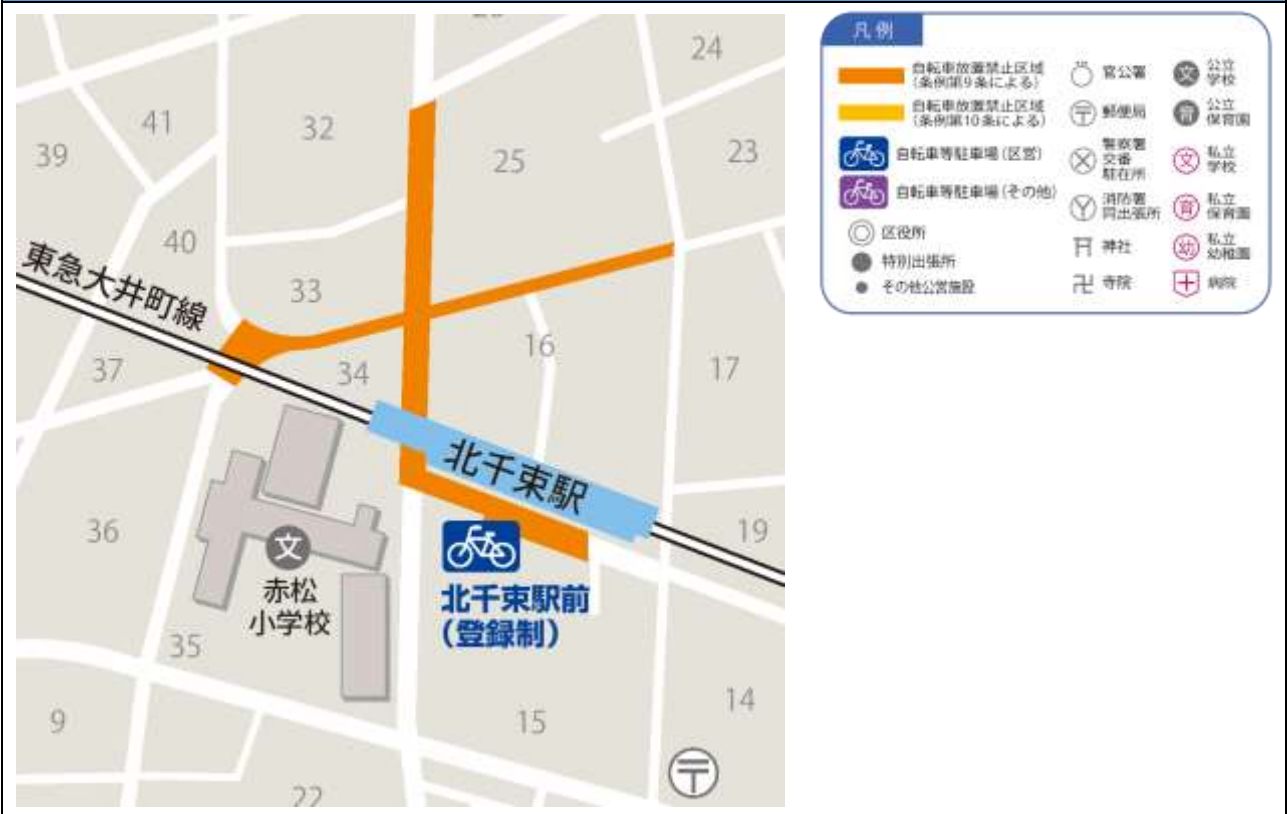 24
41
32
39
25
23
40
東急大井町線
33
16
37
34
17
北千束駅
36
19
文
赤松
小学校
北千束駅前
(登録制)
35
14
9
15
22
凡例
自転車放置禁止区域
(条例第9条による)
自転車放置禁止区域
(条例第10条による)
自転車等駐車場(区営)
自転車等駐車場(その他)
区役所
特別出張所
その他公営施設
官公署
郵便局
警察署
交番
駐在所
消防署
同出張所
神社
寺院
文
公立
学校
育
公立
保育園
文
私立
学校
育
私立
保育園
幼
私立
幼稚園
病院